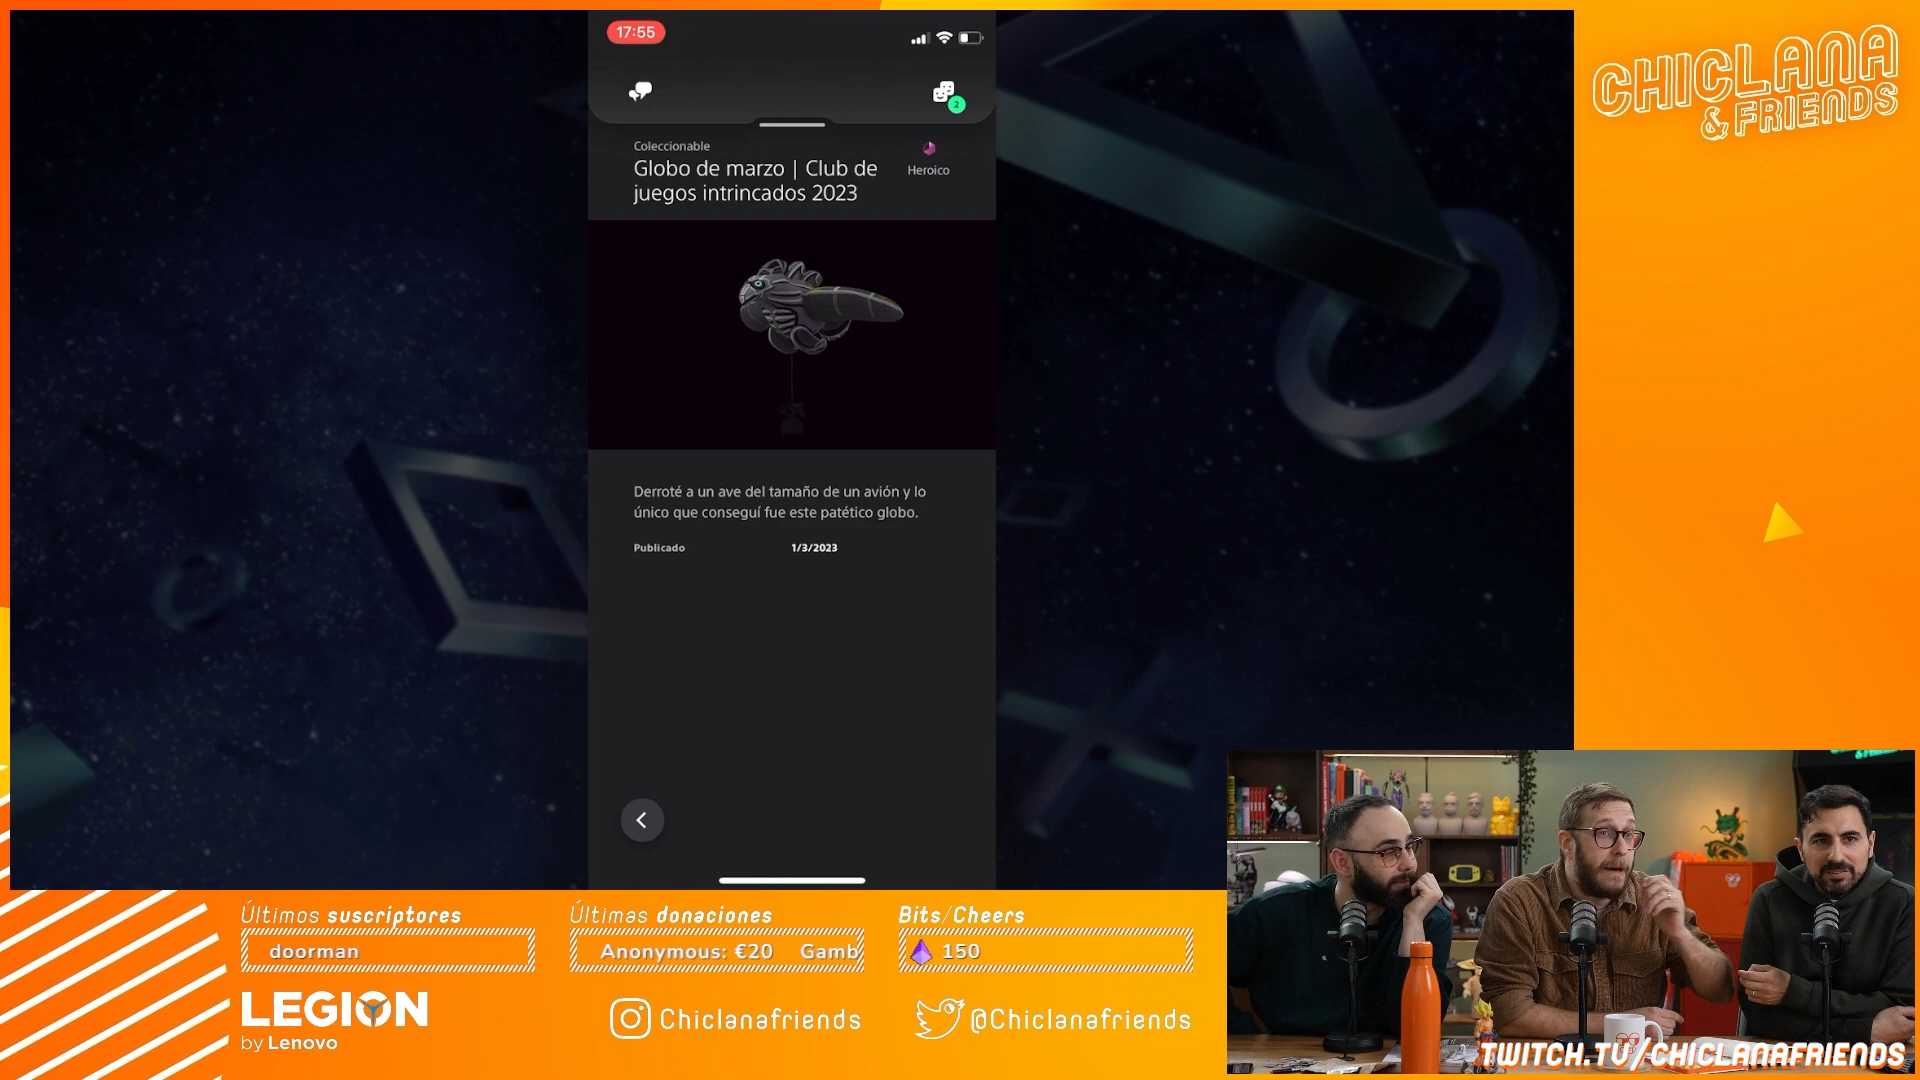 17:55
2
Coleccionable
Globo de marzo | Club de
juegos intrincados 2023
Heroico
Derroté a un ave del tamaño de un avión y lo
único que conseguí fue este patético globo.
Publicado 1/3/2023
CHICLANA
& FRIENDS
Últimos suscriptores
doorman
Últimas donaciones
Anonymous: €20 Gamb
Bits/Cheers
150
LEGION
by Lenovo
Chiclanafriends
@Chiclanafriends
TWITCH.TV/CHICLANAFRIENDS